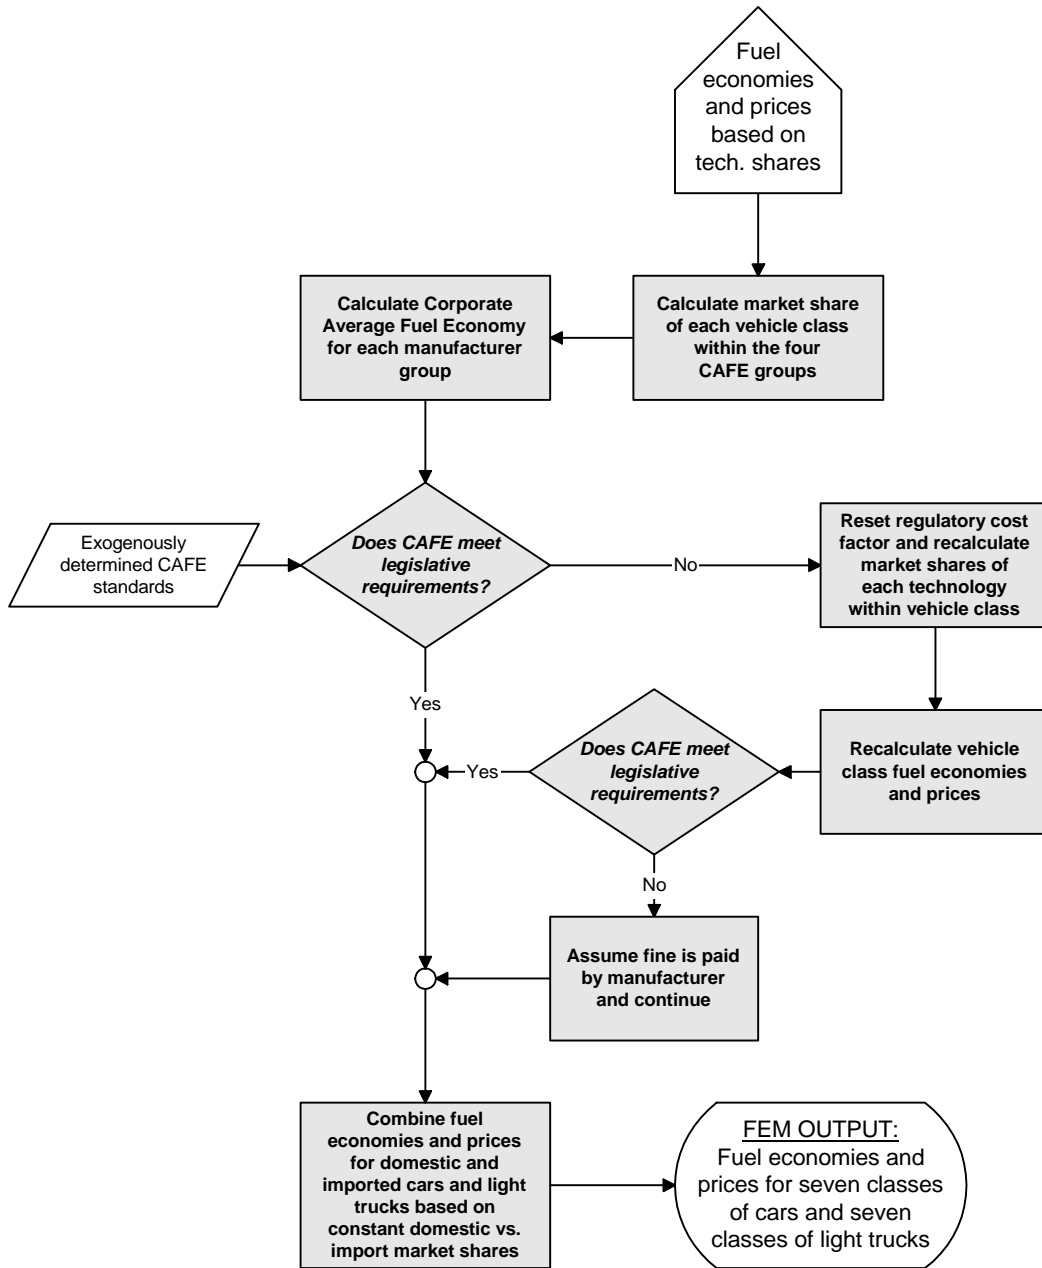 Fuel
economies
and prices
based on
tech. shares
Calculate Corporate
Average Fuel Economy
for each manufacturer
group
Calculate market share
of each vehicle class
within the four
CAFE groups
Exogenously
determined CAFE
standards
Does CAFE meet
legislative
requirements?
No
Reset regulatory cost
factor and recalculate
market shares of
each technology
within vehicle class
Yes
Does CAFE meet
legislative
requirements?
Yes
Recalculate vehicle
class fuel economies
and prices
No
Assume fine is paid
by manufacturer
and continue
Combine fuel
economies and prices
for domestic and
imported cars and light
trucks based on
constant domestic vs.
import market shares
FEM OUTPUT:
Fuel economies and
prices for seven classes
of cars and seven
classes of light trucks